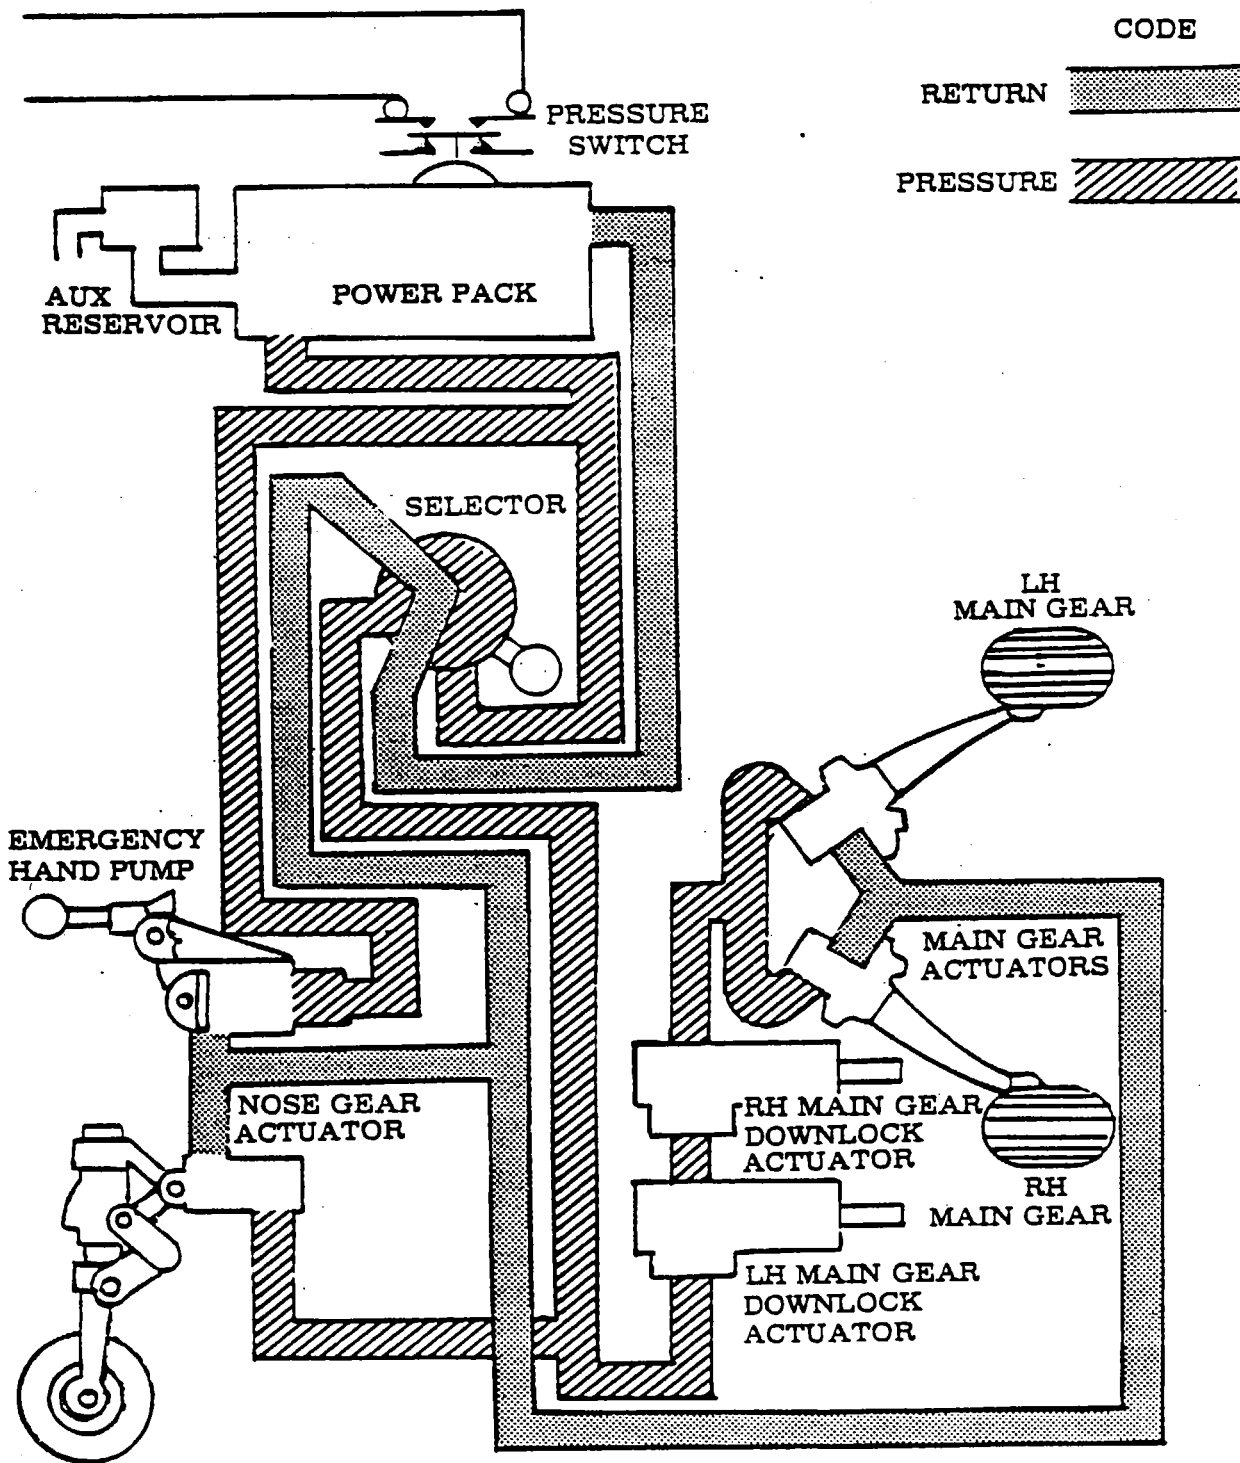 CODE
RETURN
PRESSURE
PRESSURE
SWITCH
AUX
RESERVOIR
POWER PACK
SELECTOR
LH
MAIN GEAR
EMERGENCY
HAND PUMP
MAIN GEAR
ACTUATORS
NOSE GEAR
ACTUATOR
RH MAIN GEAR
DOWNLOCK
ACTUATOR
RH
MAIN GEAR
LH MAIN GEAR
DOWNLOCK
ACTUATOR